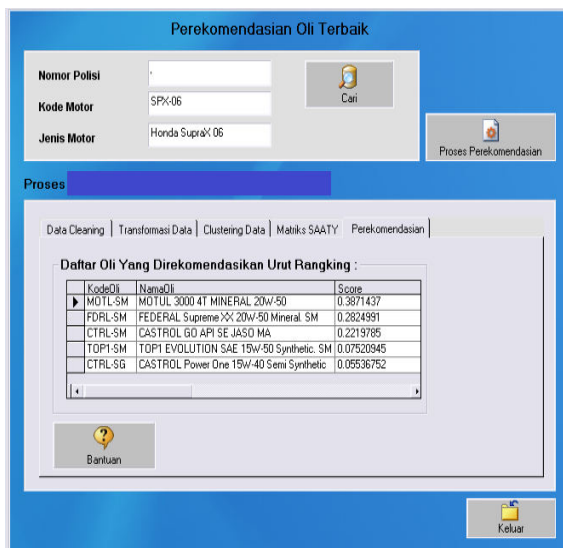 Perekomendasian Oli Terbaik
Nomor Polisi
Cari
Kode Motor SPX-06
Jenis Motor Honda SupraX 06
Proses Perekomendasian
Proses
Data Cleaning Transformasi Data Clustering Data Matriks SAATY Perekomendasian
Daftar Oli Yang Direkomendasikan Urut Rangking :
KodeOli NamaOli Score
MOTL-SM MOTUL 3000 4T MINERAL 20W-50 0.3871437
FDRL-SM FEDERAL Supreme XX 20W-50 Mineral. SM 0.2824991
CTRL-SM CASTROL GO API SE JASO MA 0.2219785
TOP1-SM TOP1 EVOLUTION SAE 15W-50 Synthetic. SM 0.07520945
CTRL-SG CASTROL Power One 15W-40 Semi Synthetic 0.05536752
Bantuan
Keluar